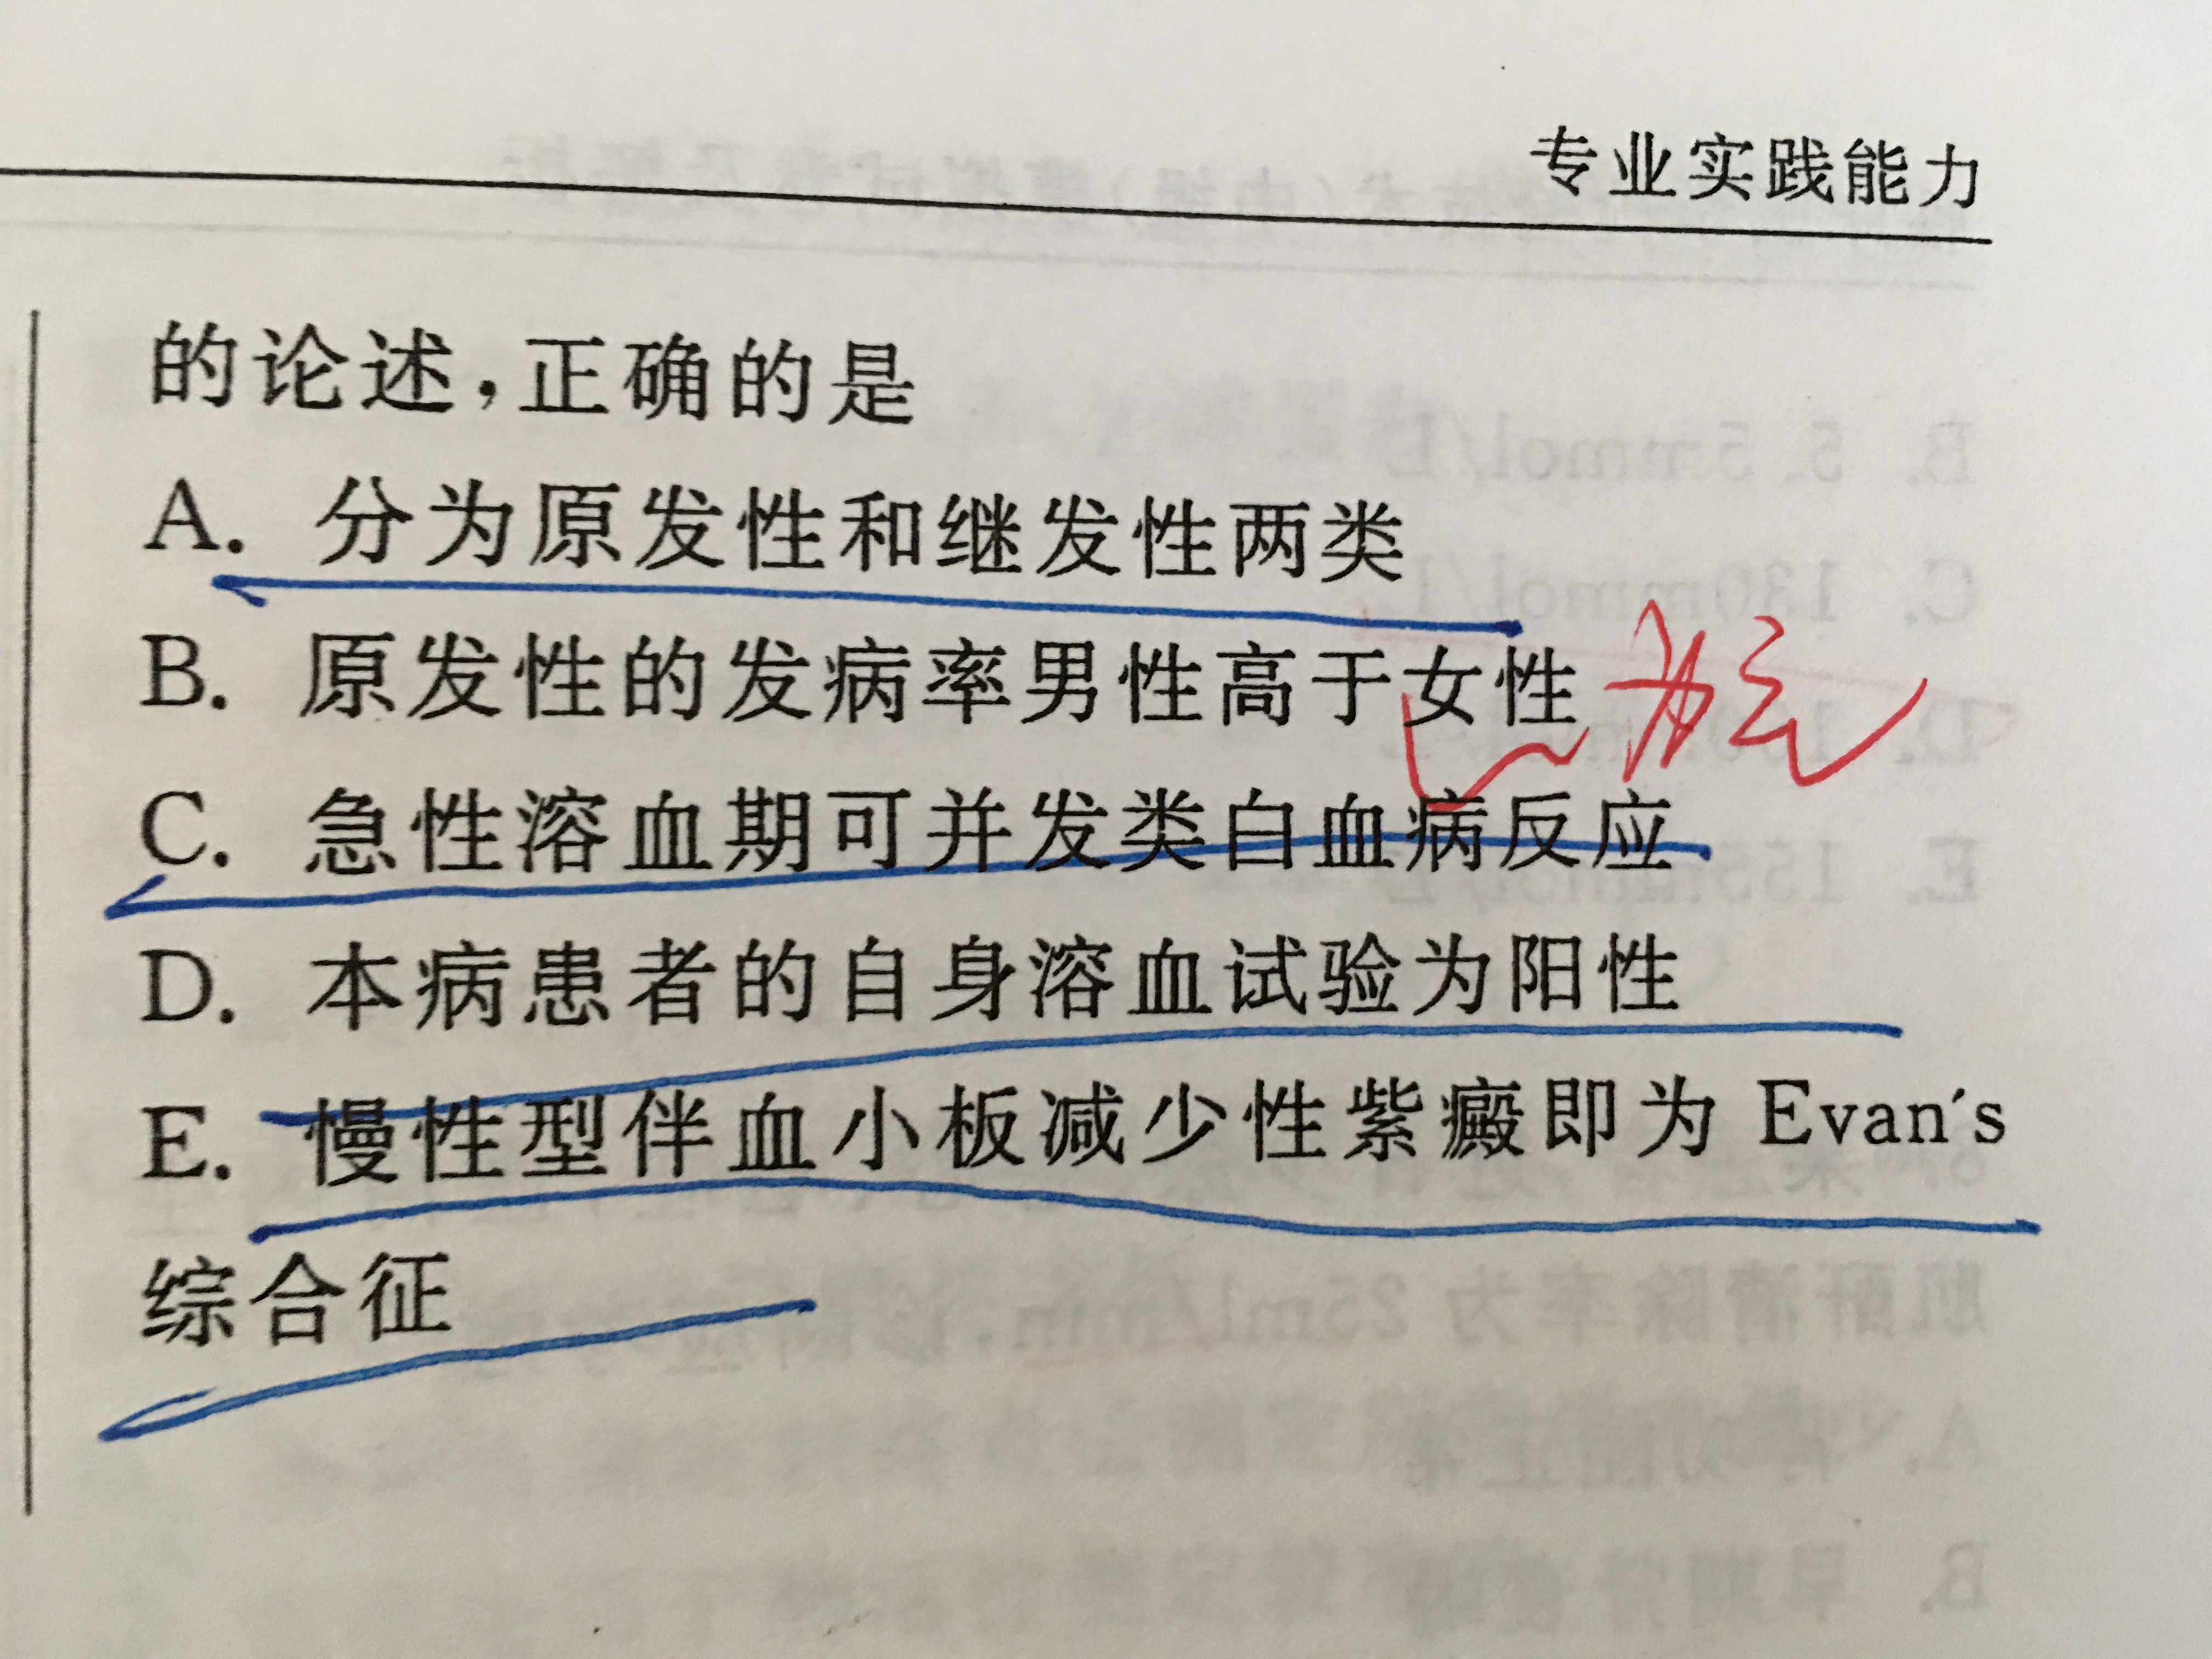 专业实践能力
的论述，正确的是
A. 分为原发性和继发性两类
B. 原发性的发病率男性高于女性
C. 急性溶血期可并发类白血病反应
D. 本病患者的自身溶血试验为阳性
E. 慢性型伴血小板减少性紫癜即为 Evan's
综合征